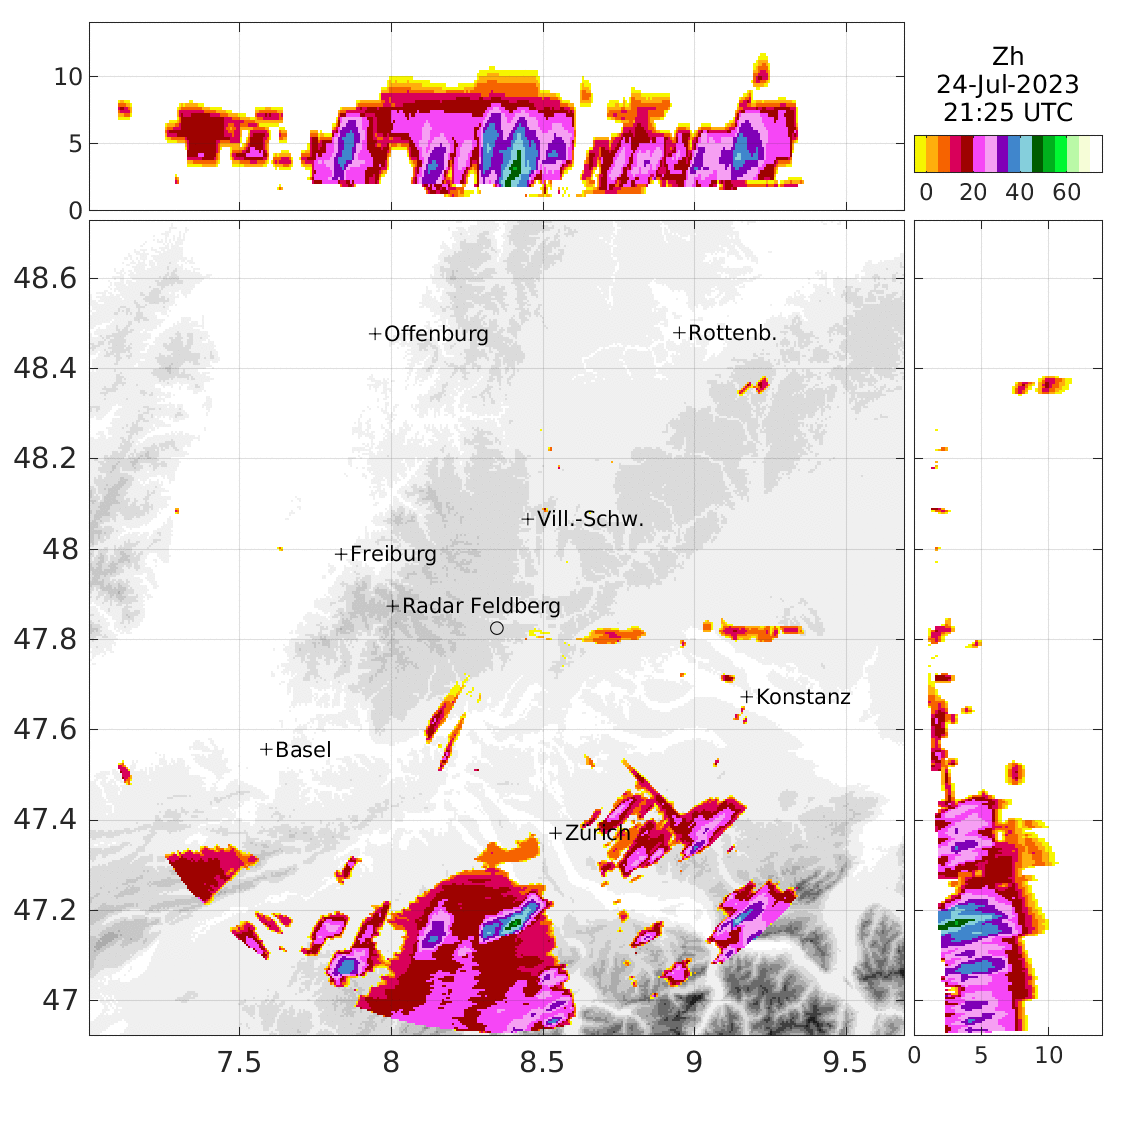 Zh
24-Jul-2023
21:25 UTC
0 20 40 60
10
5
0
48.6
48.4
48.2
48
47.8
47.6
47.4
47.2
47
+Offenburg
+Rottenb.
+Vill.-Schw.
+Freiburg
+Radar Feldberg
+Konstanz
+Basel
+Zürich
7.5 8 8.5 9 9.5
0 5 10